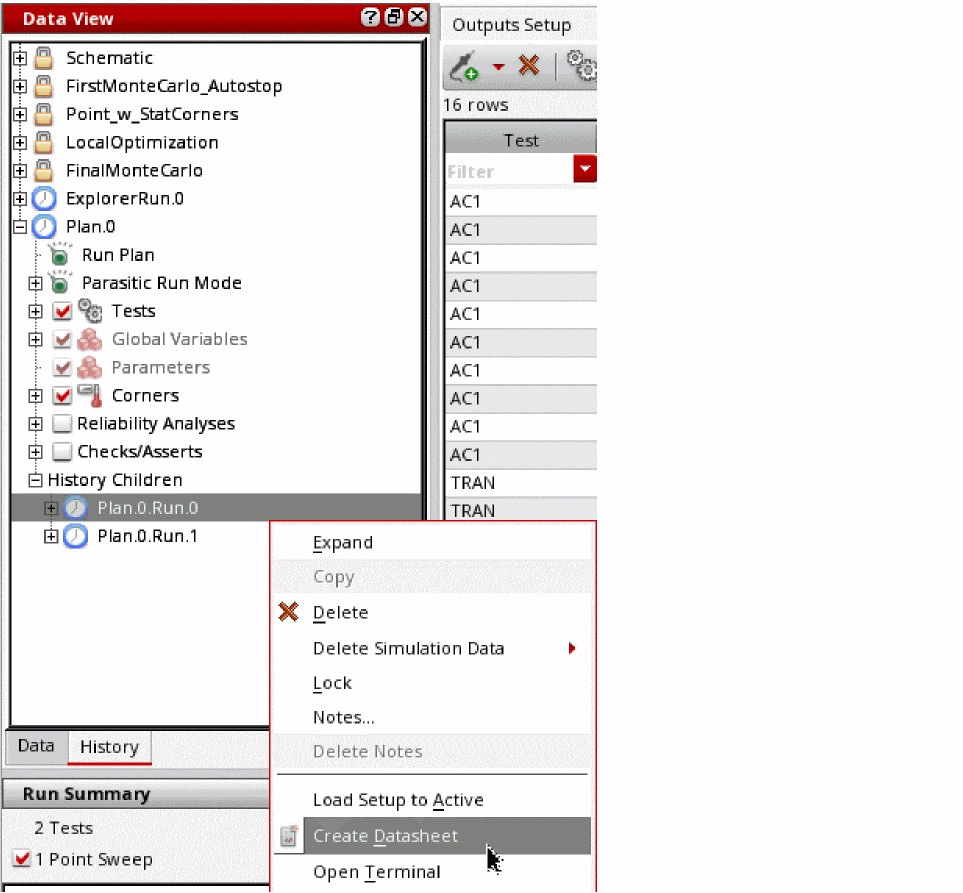 Data View
Schematic
FirstMonteCarlo_Autostop
Point_w_StatCorners
LocalOptimization
FinalMonteCarlo
ExplorerRun.0
Plan.0
Run Plan
Parasitic Run Mode
Tests
Global Variables
Parameters
Corners
Reliability Analyses
Checks/Asserts
History Children
Plan.0.Run.0
Plan.0.Run.1
Data
History
Run Summary
2 Tests
1 Point Sweep
Outputs Setup
16 rows
Test
Filter
AC1
AC1
AC1
AC1
AC1
AC1
AC1
AC1
AC1
AC1
TRAN
TRAN
Expand
Copy
Delete
Delete Simulation Data
Lock
Notes...
Delete Notes
Load Setup to Active
Create Datasheet
Open Terminal